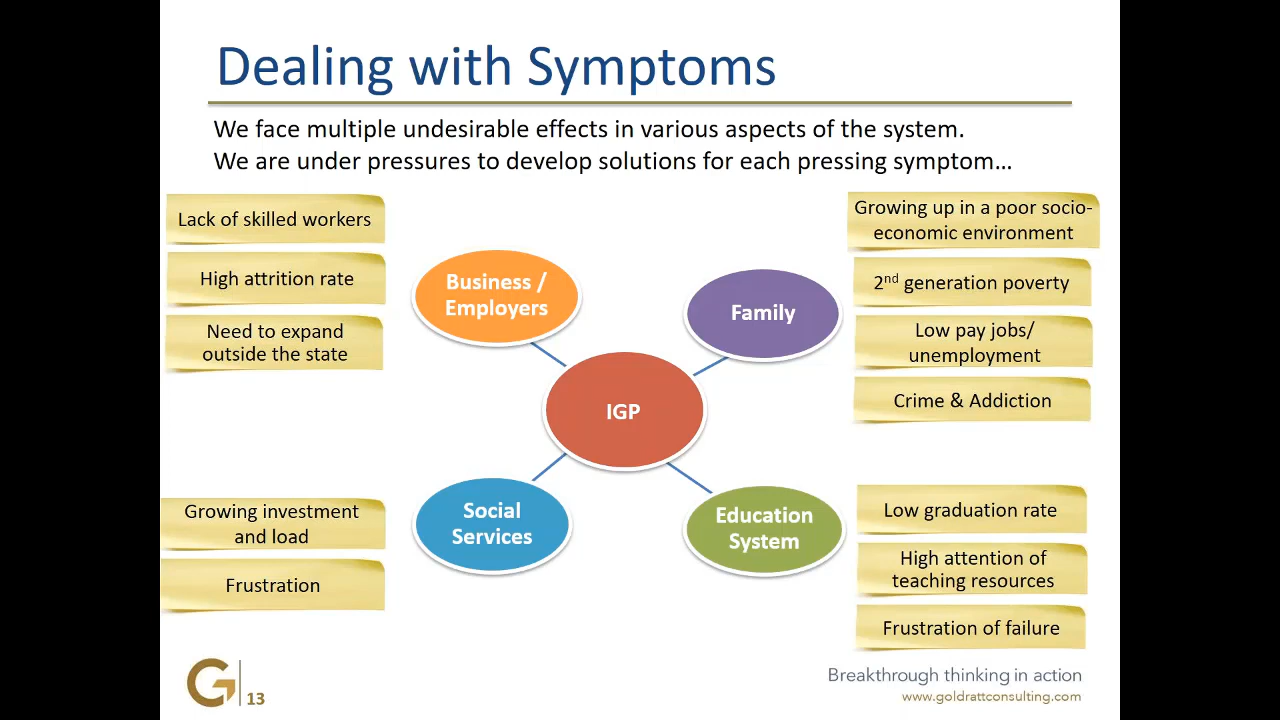 Dealing with Symptoms
We face multiple undesirable effects in various aspects of the system.
We are under pressures to develop solutions for each pressing symptom...
Lack of skilled workers
High attrition rate
Need to expand
outside the state
Business /
Employers
Family
Growing up in a poor socio-
economic environment
2nd generation poverty
Low pay jobs/
unemployment
Crime & Addiction
IGP
Growing investment
and load
Frustration
Social
Services
Education
System
Low graduation rate
High attention of
teaching resources
Frustration of failure
G
13
Breakthrough thinking in action
www.goldrattconsulting.com